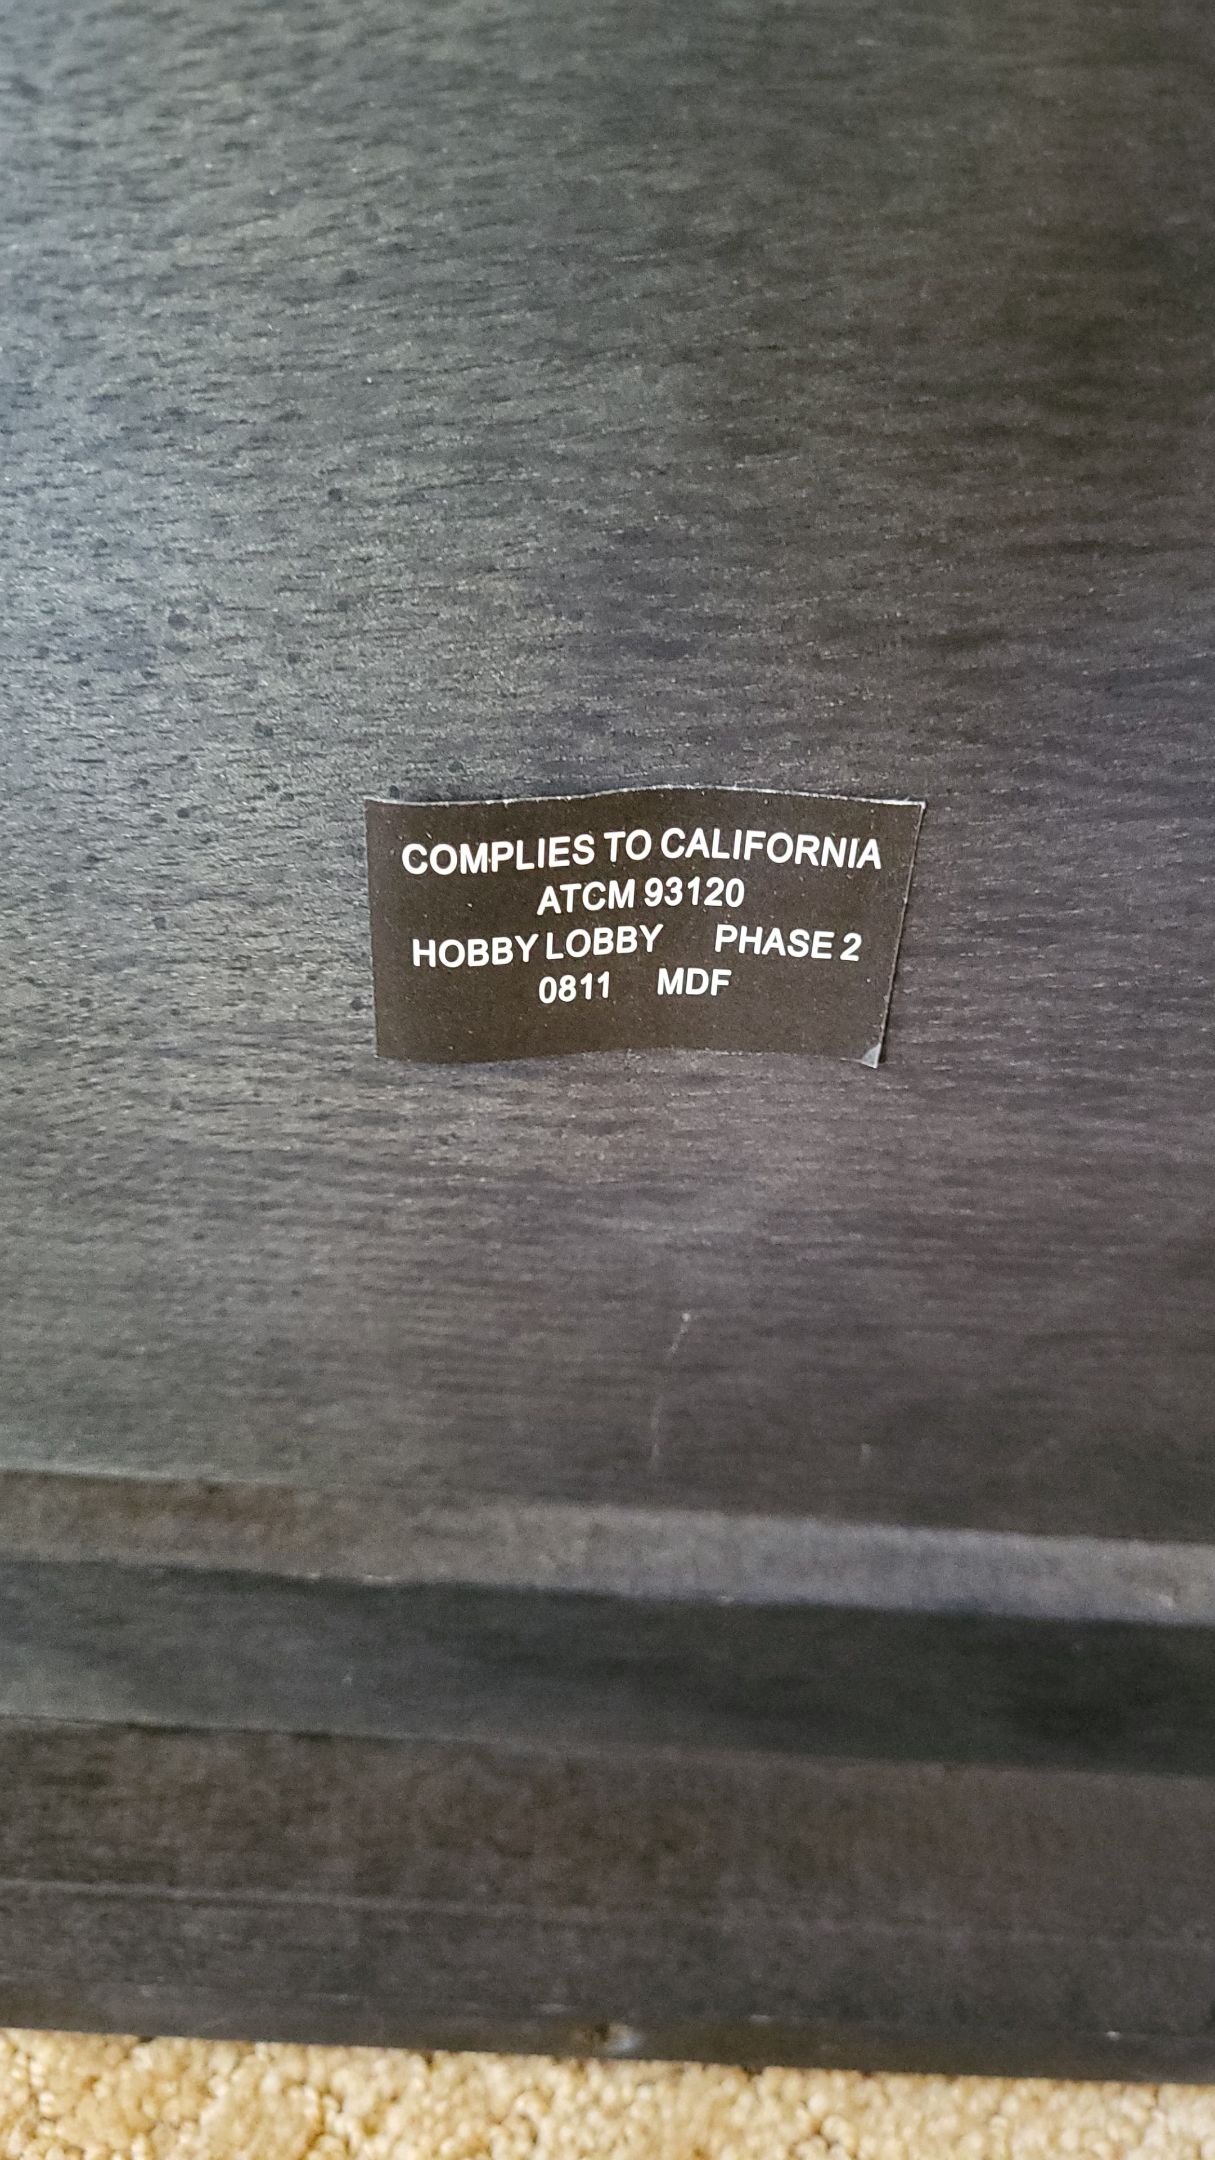 COMPLIES TO CALIFORNIA
ATCM 93120
HOBBY LOBBY PHASE 2
0811 MDF